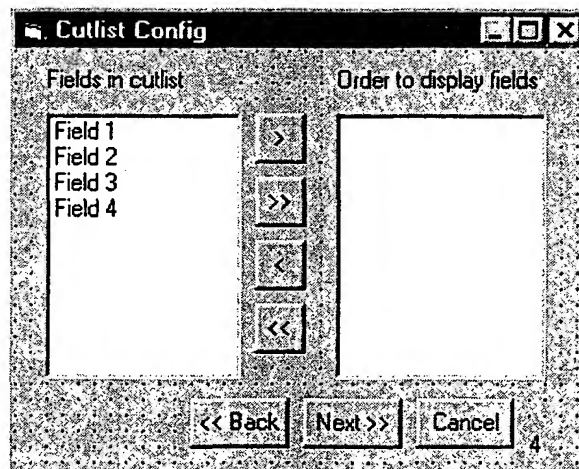 Cutlist Config
Fields in cutlist
Order to display fields
Field 1
Field 2
Field 3
Field 4
>
>>
<
<<
<< Back
Next >>
Cancel
4